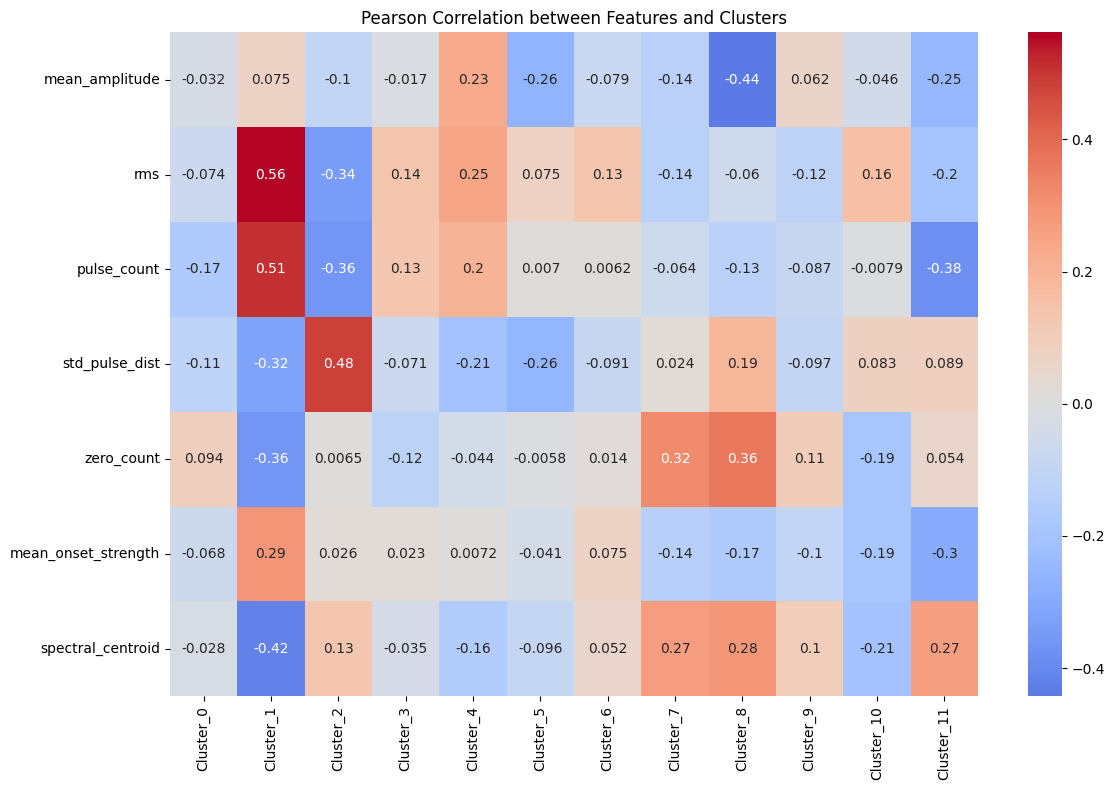 Pearson Correlation between Features and Clusters
mean_amplitude -0.032 0.075 -0.1 -0.017 0.23 -0.26 -0.079 -0.14 -0.44 0.062 -0.046 -0.25
rms -0.074 0.56 -0.34 0.14 0.25 0.075 0.13 -0.14 -0.06 -0.12 0.16 -0.2
pulse_count -0.17 0.51 -0.36 0.13 0.2 0.007 0.0062 -0.064 -0.13 -0.087 -0.0079 -0.38
std_pulse_dist -0.11 -0.32 0.48 -0.071 -0.21 -0.26 -0.091 0.024 0.19 -0.097 0.083 0.089
zero_count 0.094 -0.36 0.0065 -0.12 -0.044 -0.0058 0.014 0.32 0.36 0.11 -0.19 0.054
mean_onset_strength -0.068 0.29 0.026 0.023 0.0072 -0.041 0.075 -0.14 -0.17 -0.1 -0.19 -0.3
spectral_centroid -0.028 -0.42 0.13 -0.035 -0.16 -0.096 0.052 0.27 0.28 0.1 -0.21 0.27
Cluster_0 Cluster_1 Cluster_2 Cluster_3 Cluster_4 Cluster_5 Cluster_6 Cluster_7 Cluster_8 Cluster_9 Cluster_10 Cluster_11
0.4
0.2
0.0
−0.2
−0.4